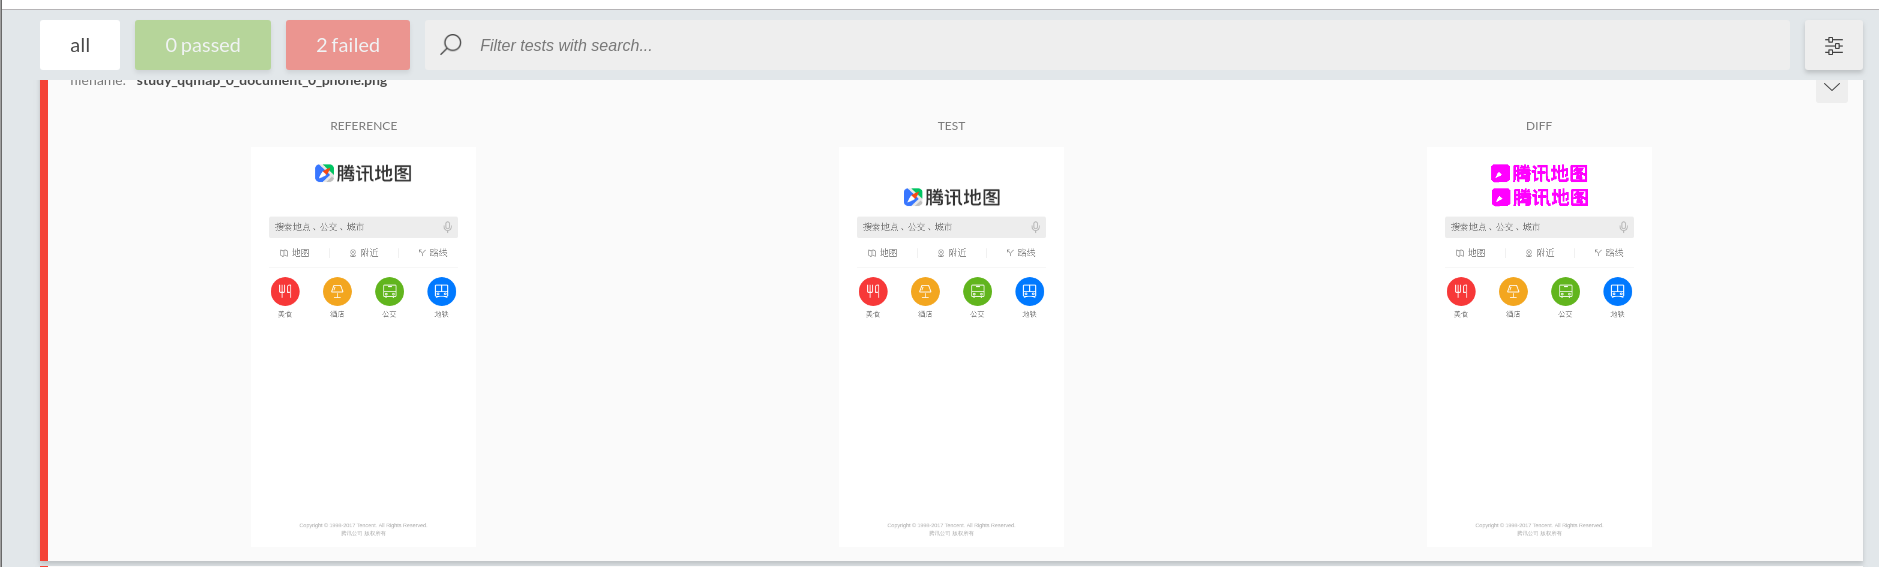 all
0 passed
2 failed
Filter tests with search...
filename: study_qqmap_0_document_0_phone.png
REFERENCE
TEST
DIFF
腾讯地图
搜索地点、公交、城市
地图
附近
路线
美食
酒店
公交
地铁
Copyright © 1998-2017 Tencent. All Rights Reserved.
腾讯公司 版权所有
腾讯地图
搜索地点、公交、城市
地图
附近
路线
美食
酒店
公交
地铁
Copyright © 1998-2017 Tencent. All Rights Reserved.
腾讯公司 版权所有
腾讯地图
腾讯地图
搜索地点、公交、城市
地图
附近
路线
美食
酒店
公交
地铁
Copyright © 1998-2017 Tencent. All Rights Reserved.
腾讯公司 版权所有